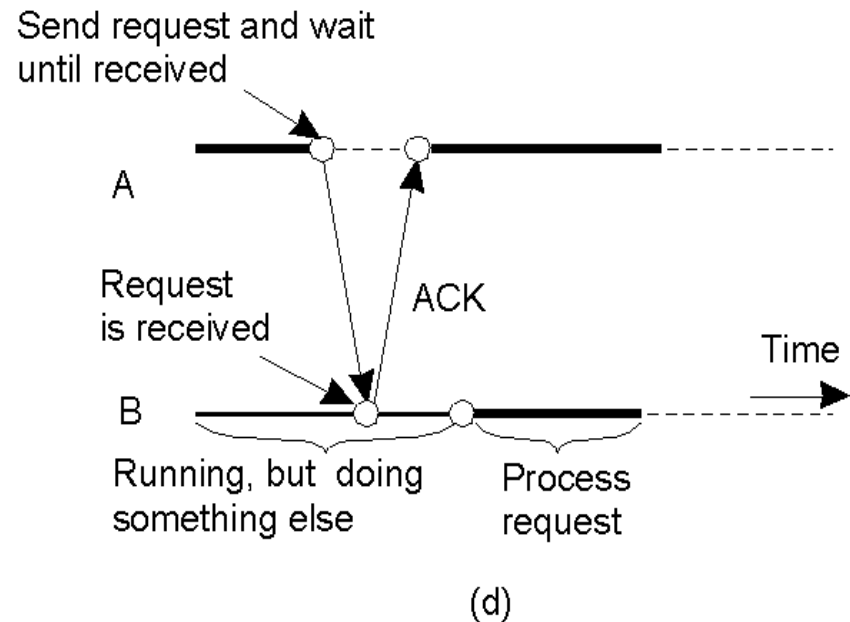 Send request and wait
until received
A
Request
is received
ACK
Time
B
Running, but doing
something else
Process
request
(d)